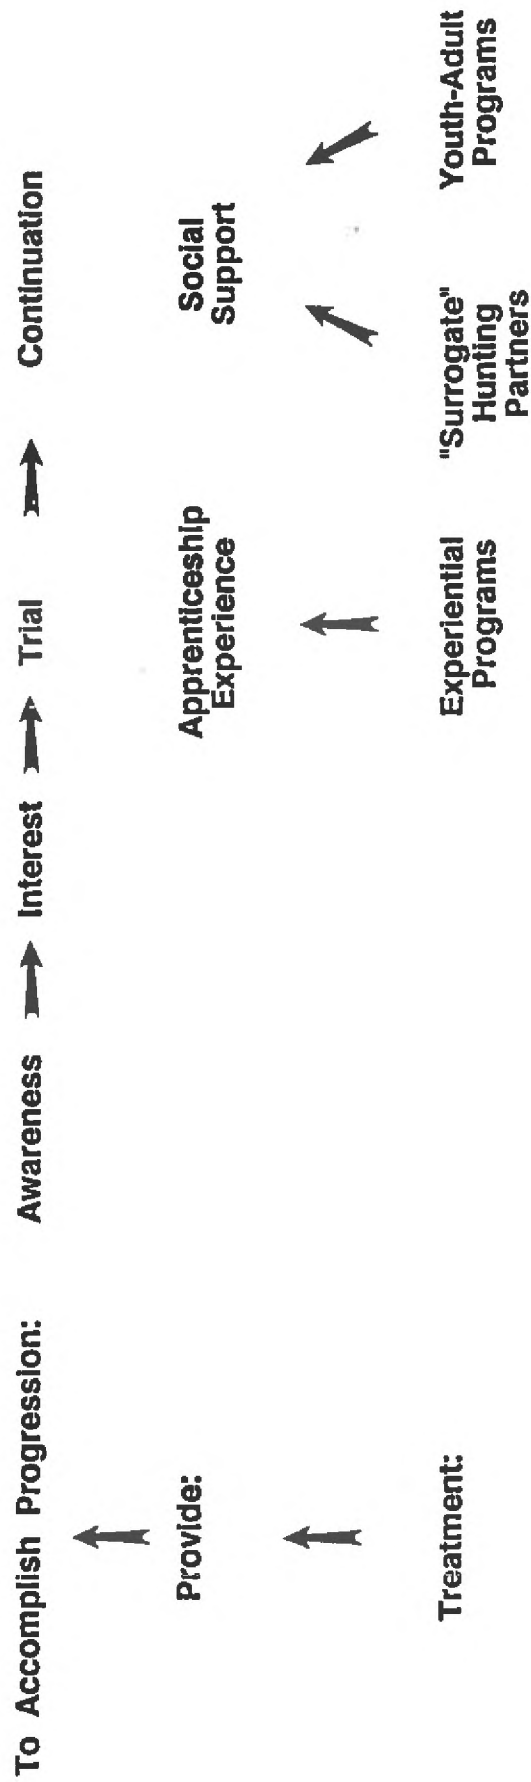 To Accomplish Progression:
Awareness
Interest
Trial
Continuation
Provide:
Apprenticeship
Experience
Social
Support
Treatment:
Experiential
Programs
"Surrogate"
Hunting
Partners
Youth-Adult
Programs